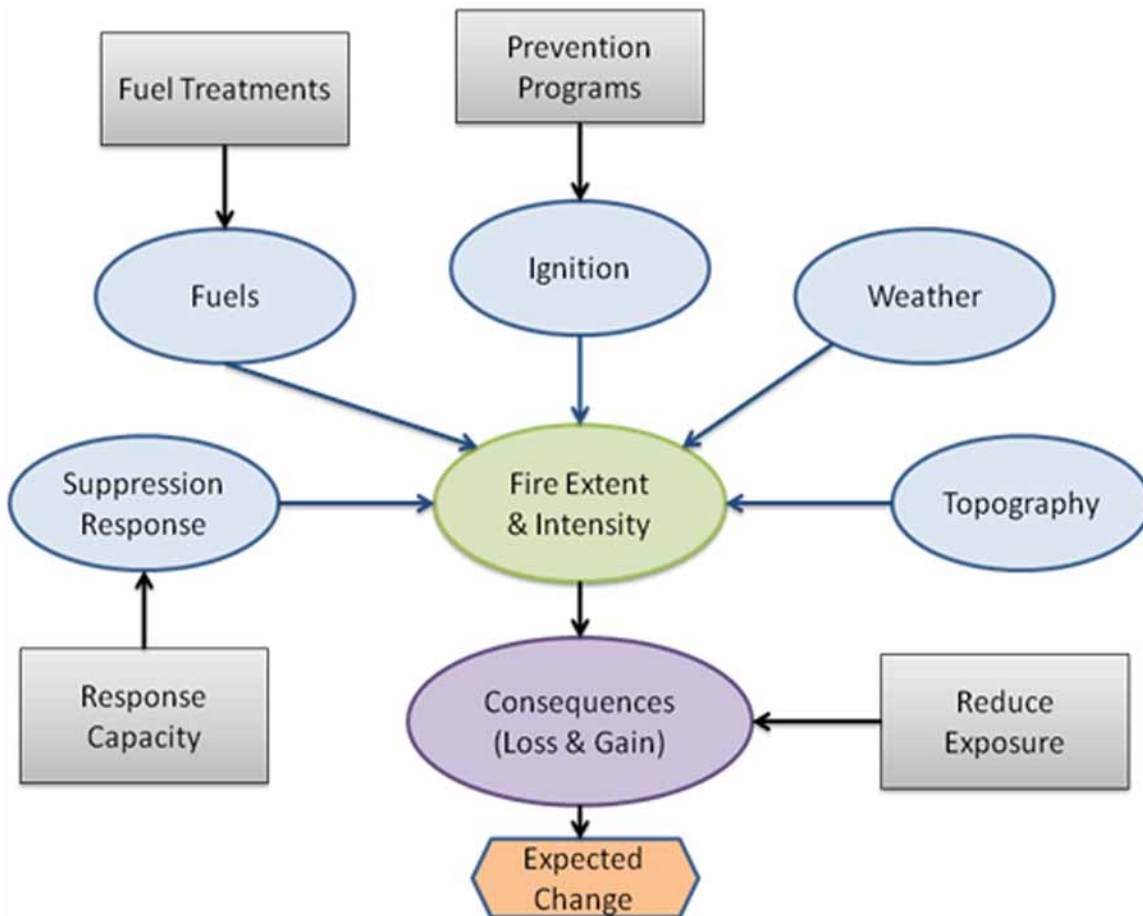 Fuel Treatments
Prevention
Programs
Fuels
Ignition
Weather
Suppression
Response
Fire Extent
& Intensity
Topography
Response
Capacity
Consequences
(Loss & Gain)
Reduce
Exposure
Expected
Change